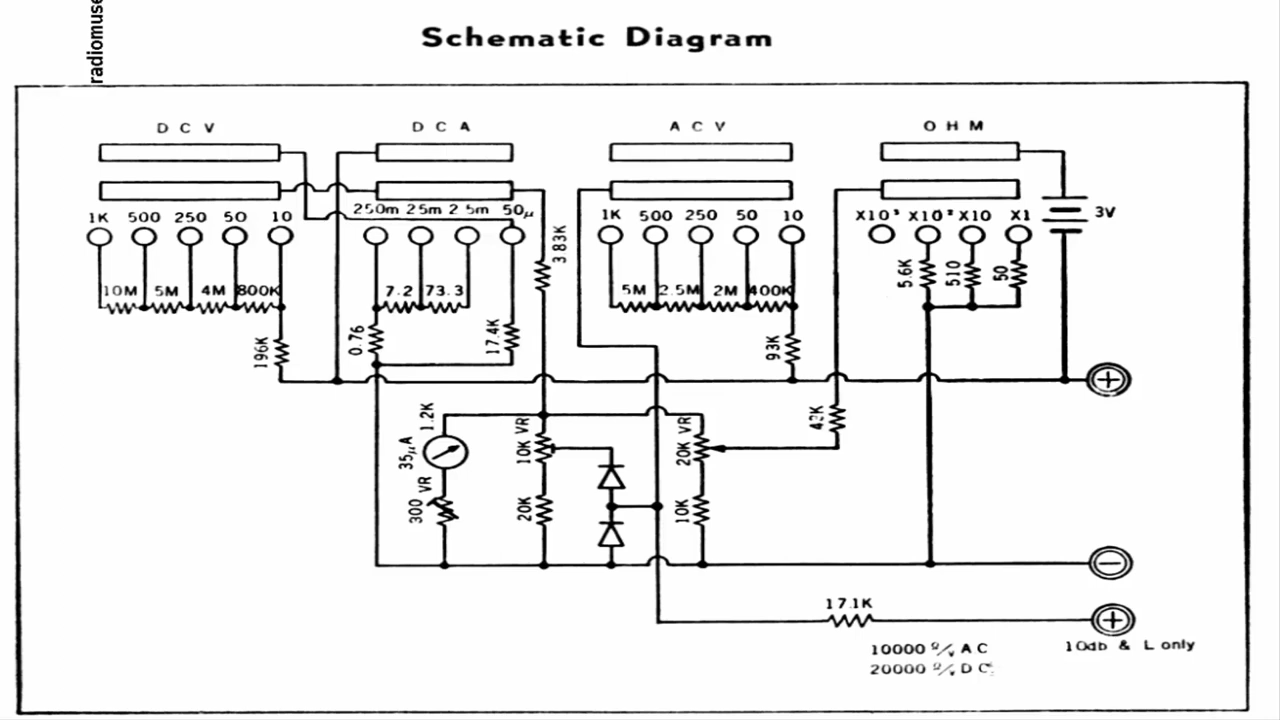 radiomuse
Schematic Diagram
D C V
D C A
A C V
O H M
1K 500 250 50 10
250m 25m 2 5m 50μ
1K 500 250 50 10
X10³ X10² X10 X1
3V
3 83K
5.6K
510
50
10M 5M 4M 800K
7.2 73.3
5M 2.5M 2M 400K
196K
0.76
17.4K
93K
+
1.2K
35μA
300 VR
10K VR
20K
20K VR
10K
−
17.1K
+
10db & L only
10000 Ω/V A C
20000 Ω/V D C